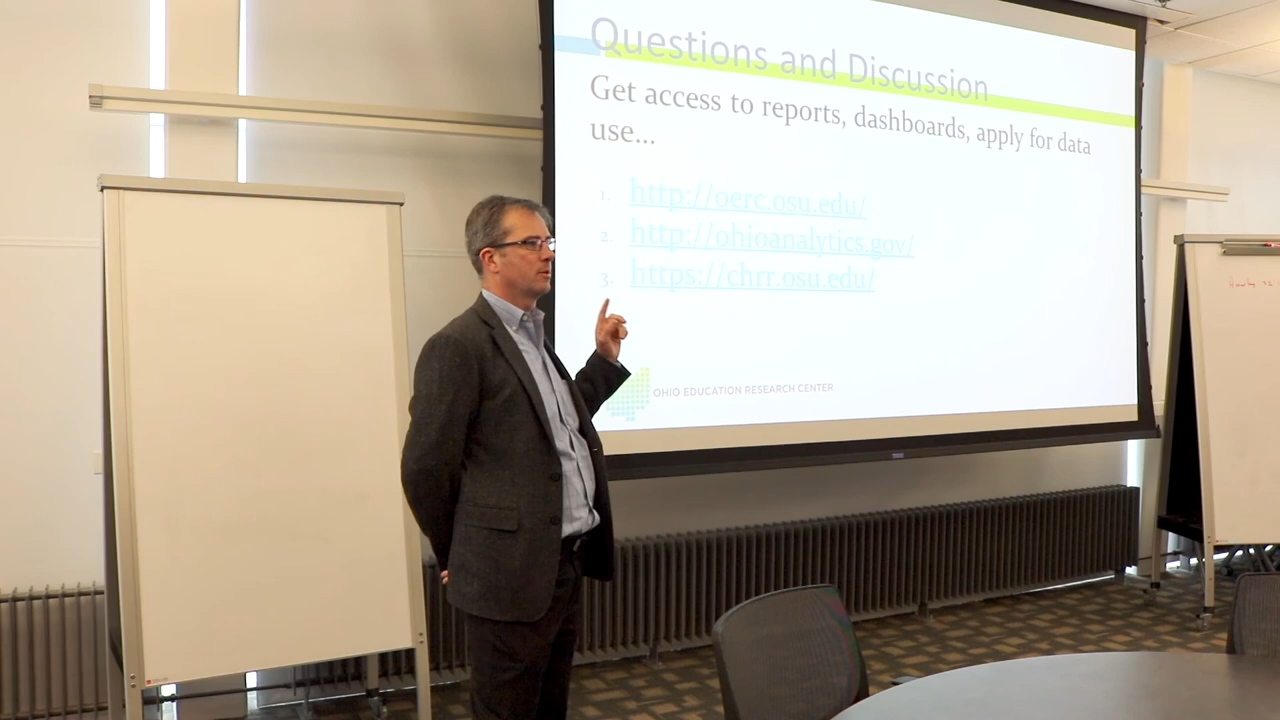 Questions and Discussion
Get access to reports, dashboards, apply for data
use...
1. http://oerc.osu.edu/
2. http://ohioanalytics.gov/
3. https://chrr.osu.edu/
OHIO EDUCATION RESEARCH CENTER